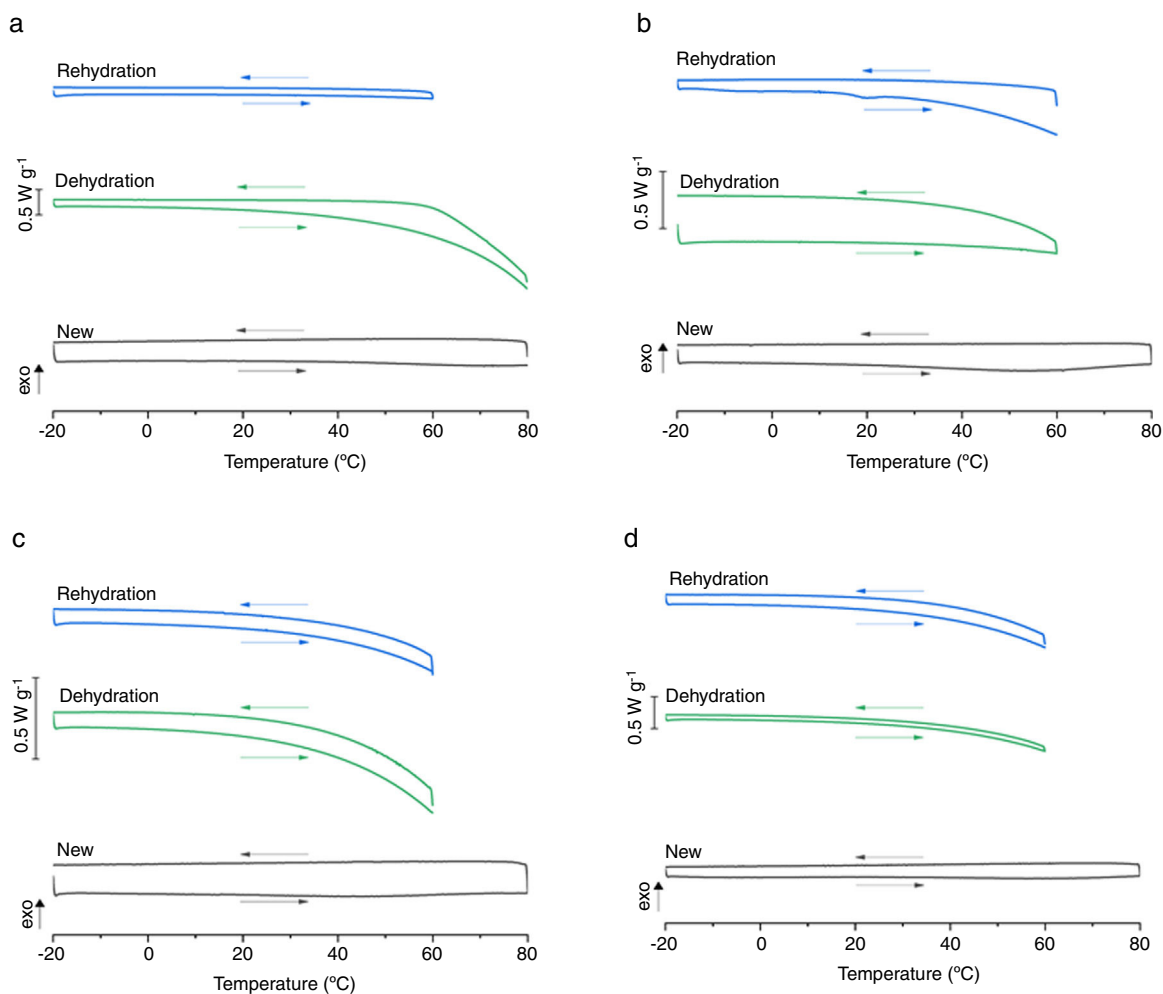 a
Rehydration
Dehydration
0.5 W g⁻¹
New
exo
-20 0 20 40 60 80
Temperature (ºC)
b
Rehydration
Dehydration
0.5 W g⁻¹
New
exo
-20 0 20 40 60 80
Temperature (ºC)
c
Rehydration
Dehydration
0.5 W g⁻¹
New
exo
-20 0 20 40 60 80
Temperature (ºC)
d
Rehydration
Dehydration
0.5 W g⁻¹
New
exo
-20 0 20 40 60 80
Temperature (ºC)